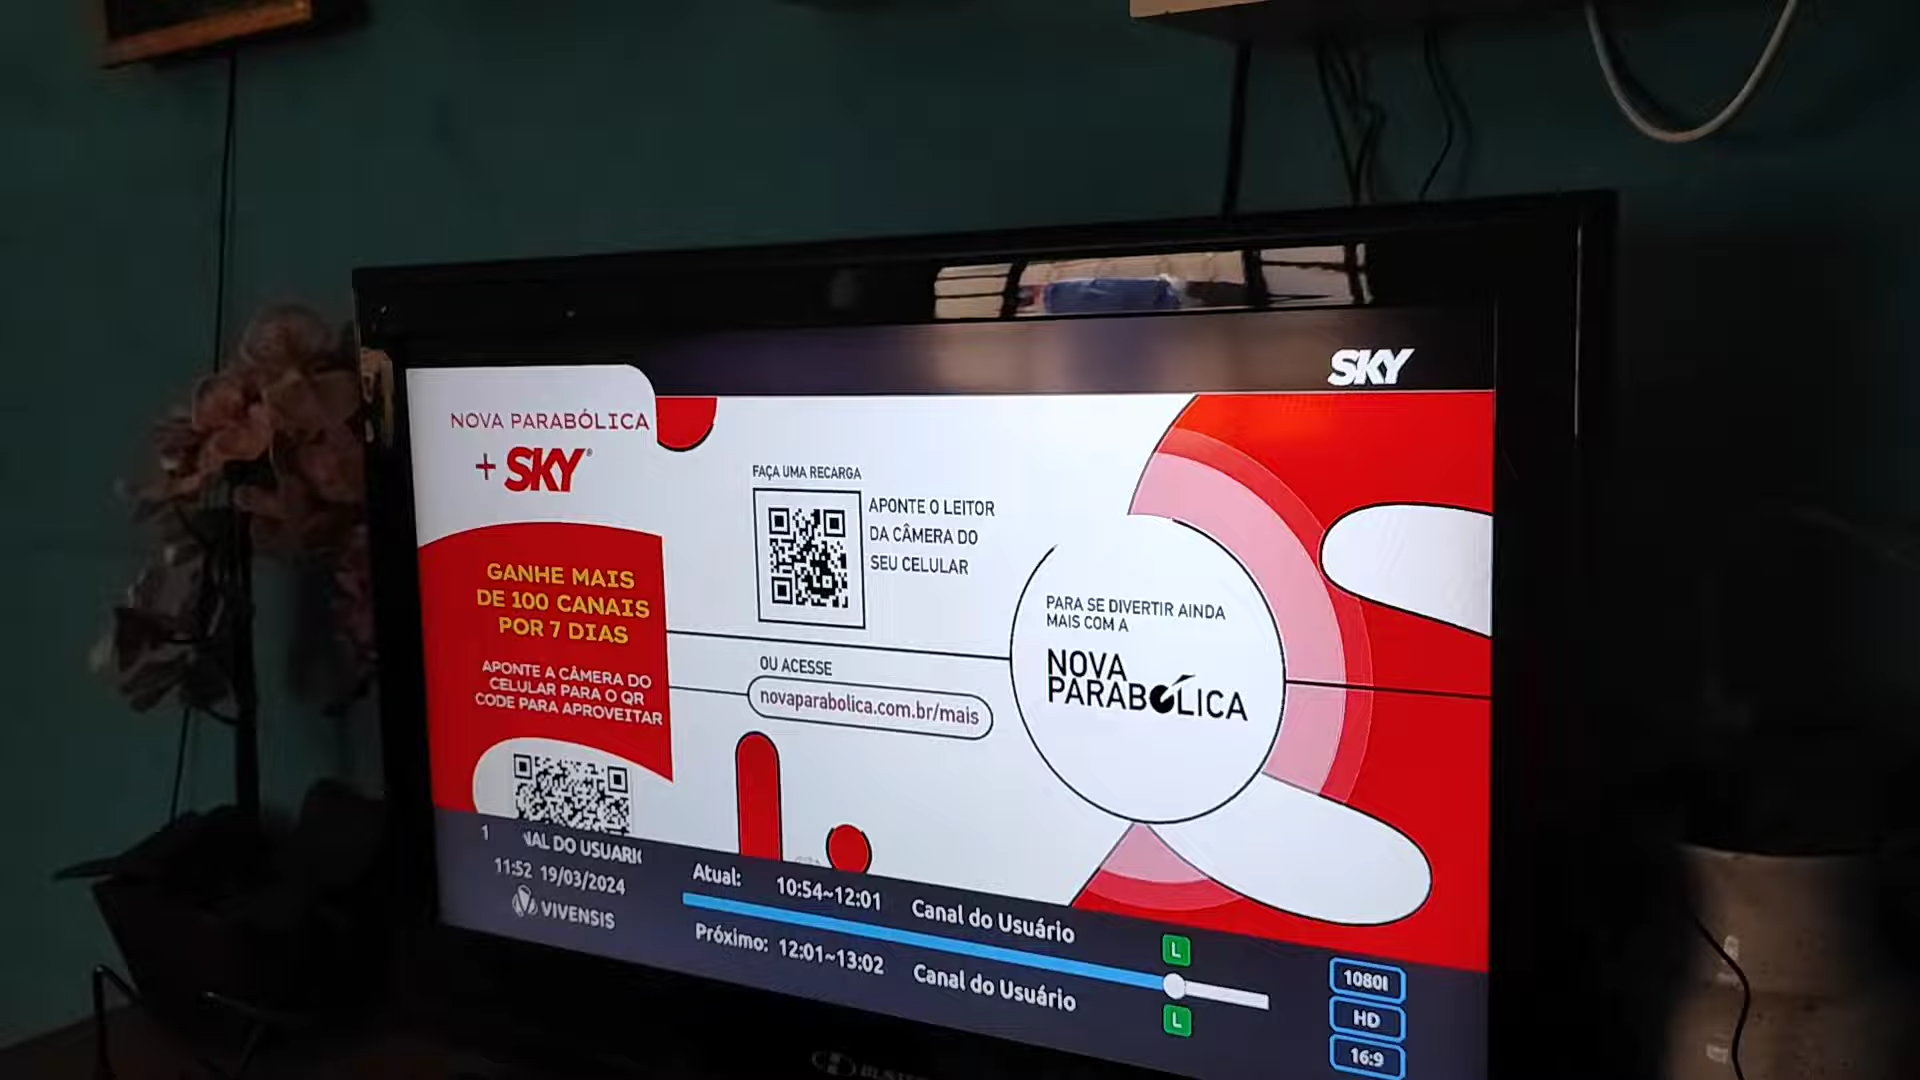 SKY
NOVA PARABÓLICA
+ SKY
GANHE MAIS
DE 100 CANAIS
POR 7 DIAS
APONTE A CÂMERA DO
CELULAR PARA O QR
CODE PARA APROVEITAR
FAÇA UMA RECARGA
APONTE O LEITOR
DA CÂMERA DO
SEU CELULAR
OU ACESSE
novaparabolica.com.br/mais
PARA SE DIVERTIR AINDA
MAIS COM A
NOVA
PARABÓLICA
1 NAL DO USUARI
11:52 19/03/2024
VIVENSIS
Atual: 10:54~12:01 Canal do Usuário
L
Próximo: 12:01~13:02 Canal do Usuário
L
1080I
HD
16:9